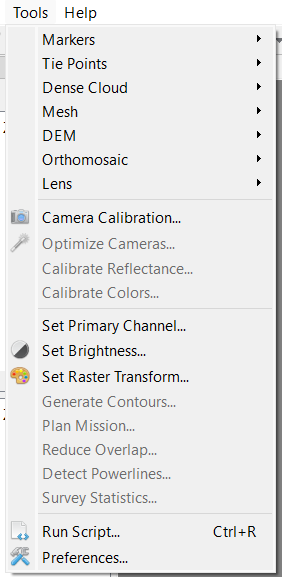 Tools Help
Markers
Tie Points
Dense Cloud
Mesh
DEM
Orthomosaic
Lens
Camera Calibration...
Optimize Cameras...
Calibrate Reflectance...
Calibrate Colors...
Set Primary Channel...
Set Brightness...
Set Raster Transform...
Generate Contours...
Plan Mission...
Reduce Overlap...
Detect Powerlines...
Survey Statistics...
Run Script... Ctrl+R
Preferences...